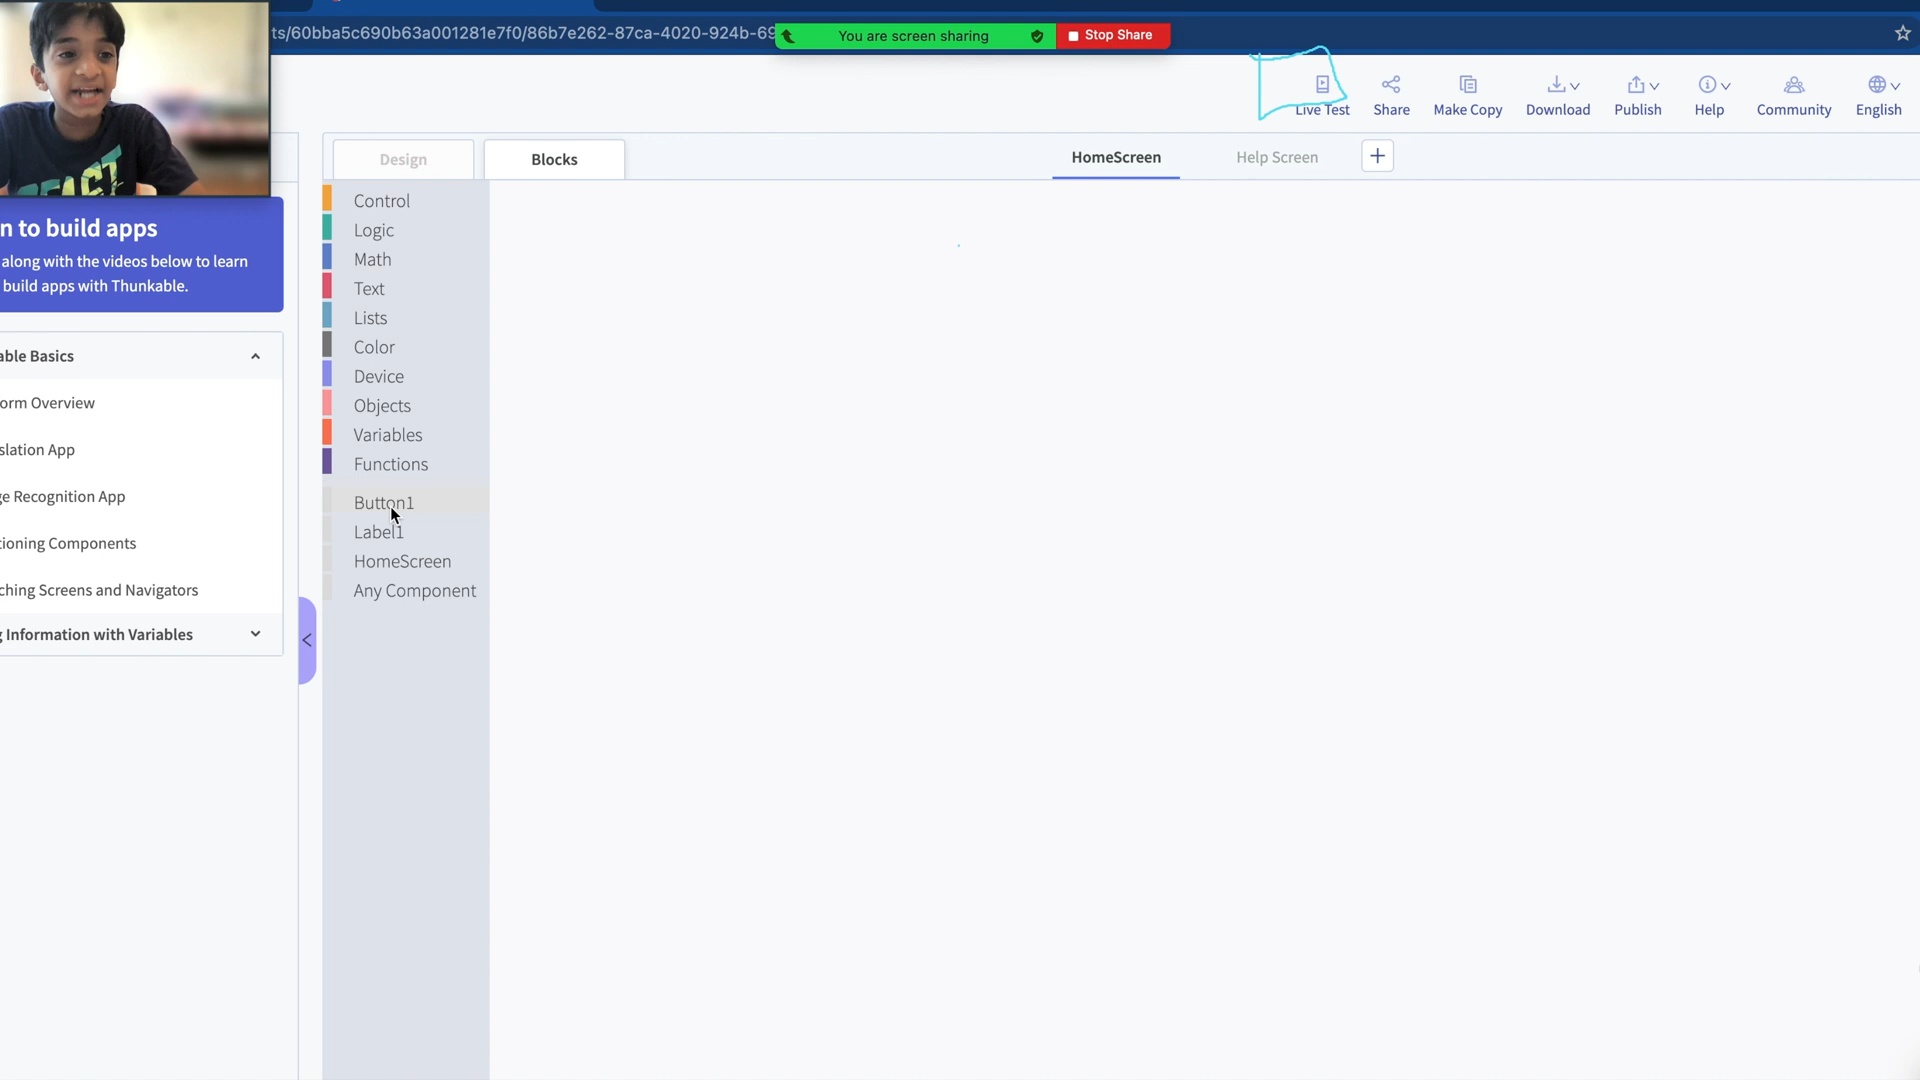 ts/60bba5c690b63a001281e7f0/86b7e262-87ca-4020-924b-69
You are screen sharing
Stop Share
Live Test
Share
Make Copy
Download
Publish
Help
Community
English
Design
Blocks
HomeScreen
Help Screen
n to build apps
along with the videos below to learn
build apps with Thunkable.
able Basics
orm Overview
slation App
ge Recognition App
tioning Components
ching Screens and Navigators
g Information with Variables
Control
Logic
Math
Text
Lists
Color
Device
Objects
Variables
Functions
Button1
Label1
HomeScreen
Any Component